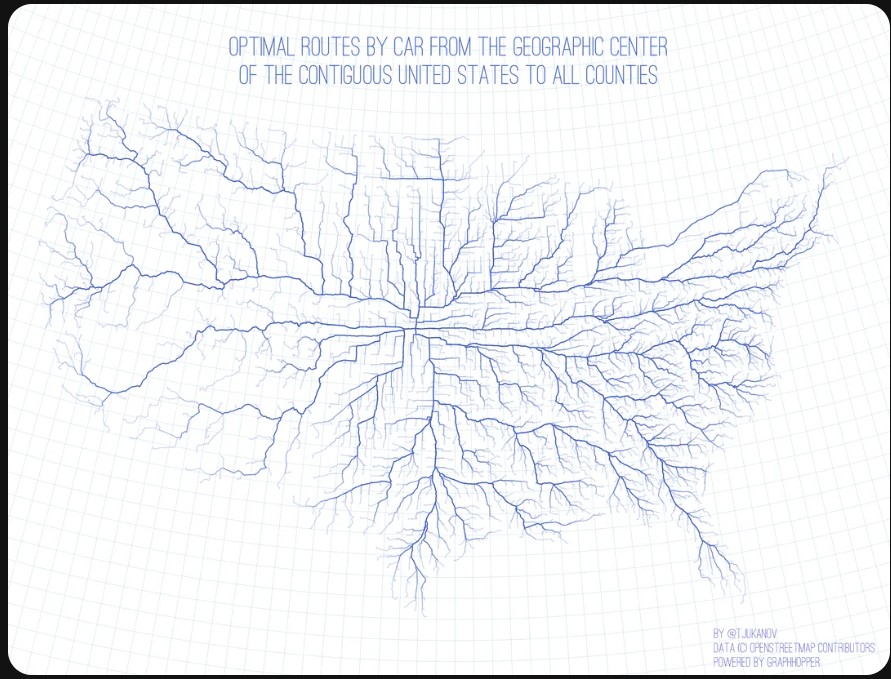 OPTIMAL ROUTES BY CAR FROM THE GEOGRAPHIC CENTER
OF THE CONTIGUOUS UNITED STATES TO ALL COUNTIES
BY @TJUKANOV
DATA (C) OPENSTREETMAP CONTRIBUTORS
POWERED BY GRAPHHOPPER